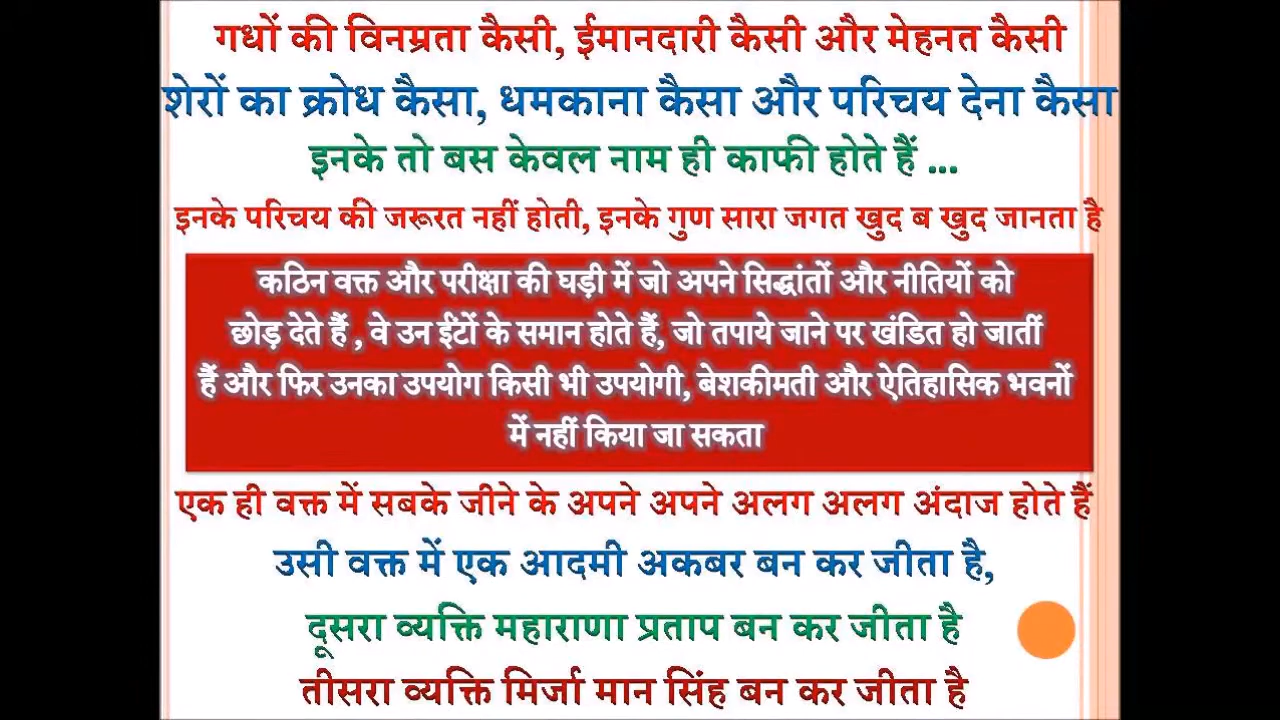 गधों की विनम्रता कैसी, ईमानदारी कैसी और मेहनत कैसी
शेरों का क्रोध कैसा, धमकाना कैसा और परिचय देना कैसा
इनके तो बस केवल नाम ही काफी होते हैं ...
इनके परिचय की जरूरत नहीं होती, इनके गुण सारा जगत खुद ब खुद जानता है
कठिन वक्त और परीक्षा की घड़ी में जो अपने सिद्धांतों और नीतियों को
छोड़ देते हैं , वे उन ईंटों के समान होते हैं, जो तपाये जाने पर खंडित हो जातीं
हैं और फिर उनका उपयोग किसी भी उपयोगी, बेशकीमती और ऐतिहासिक भवनों
में नहीं किया जा सकता
एक ही वक्त में सबके जीने के अपने अपने अलग अलग अंदाज होते हैं
उसी वक्त में एक आदमी अकबर बन कर जीता है,
दूसरा व्यक्ति महाराणा प्रताप बन कर जीता है
तीसरा व्यक्ति मिर्जा मान सिंह बन कर जीता है